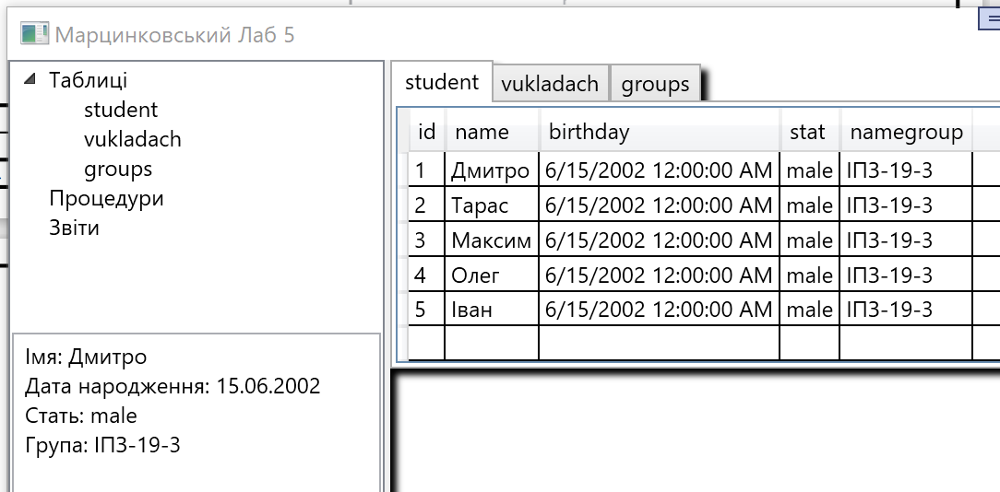 Марцинковський Лаб 5
Таблиці
student
vukladach
groups
Процедури
Звіти
Імя: Дмитро
Дата народження: 15.06.2002
Стать: male
Група: ІПЗ-19-3
student vukladach groups
id name birthday stat namegroup
1 Дмитро 6/15/2002 12:00:00 AM male ІПЗ-19-3
2 Тарас 6/15/2002 12:00:00 AM male ІПЗ-19-3
3 Максим 6/15/2002 12:00:00 AM male ІПЗ-19-3
4 Олег 6/15/2002 12:00:00 AM male ІПЗ-19-3
5 Іван 6/15/2002 12:00:00 AM male ІПЗ-19-3